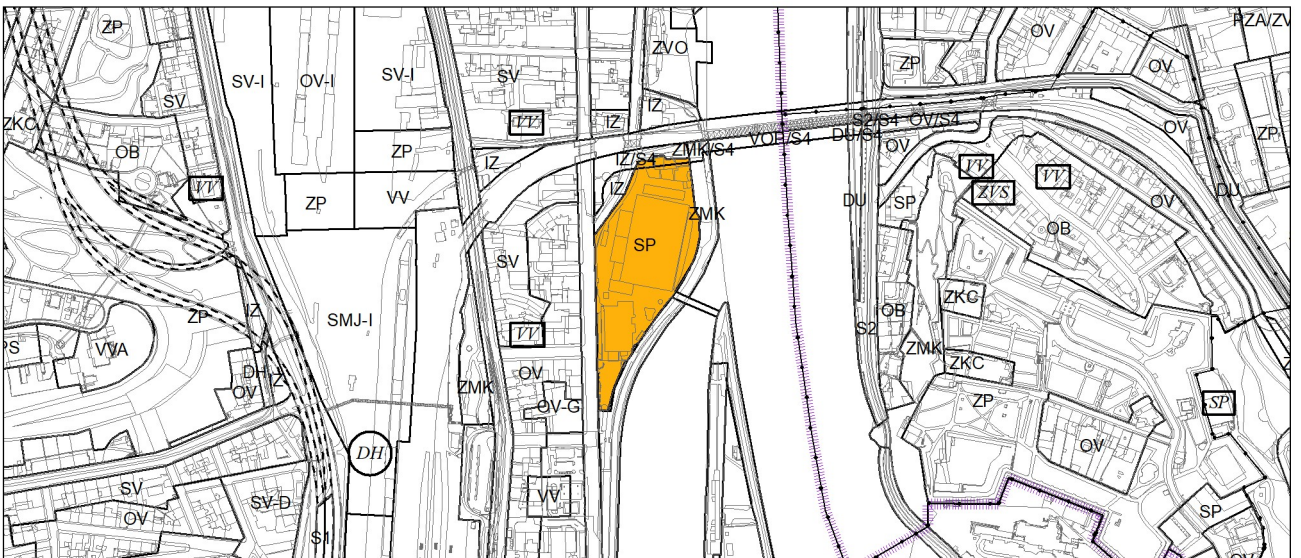 ZP
ZVO
OV
PZA/ZV
SV
SV-I
OV-I
SV-I
SV
ZP
OV
ZKC
OB
VV
IZ
IZ
S2/S4
OV/S4
DU/S4
VOP/S4
ZMK/S4
IZ/S4
OV
OV
ZP
ZP
IZ
VV
VV
VV
ZP
VV
IZ
ZVS
DU
SP
OV
DU
ZMK
SP
OB
SV
ZKC
OB
ZP
IZ
SMJ-I
VV
S2
VVA
ZMK
ZKC
DH
OV
ZMK
OV
ZP
OV-G
SP
OV
DH
SV
OV
SV-D
VV
SP
S1
OV